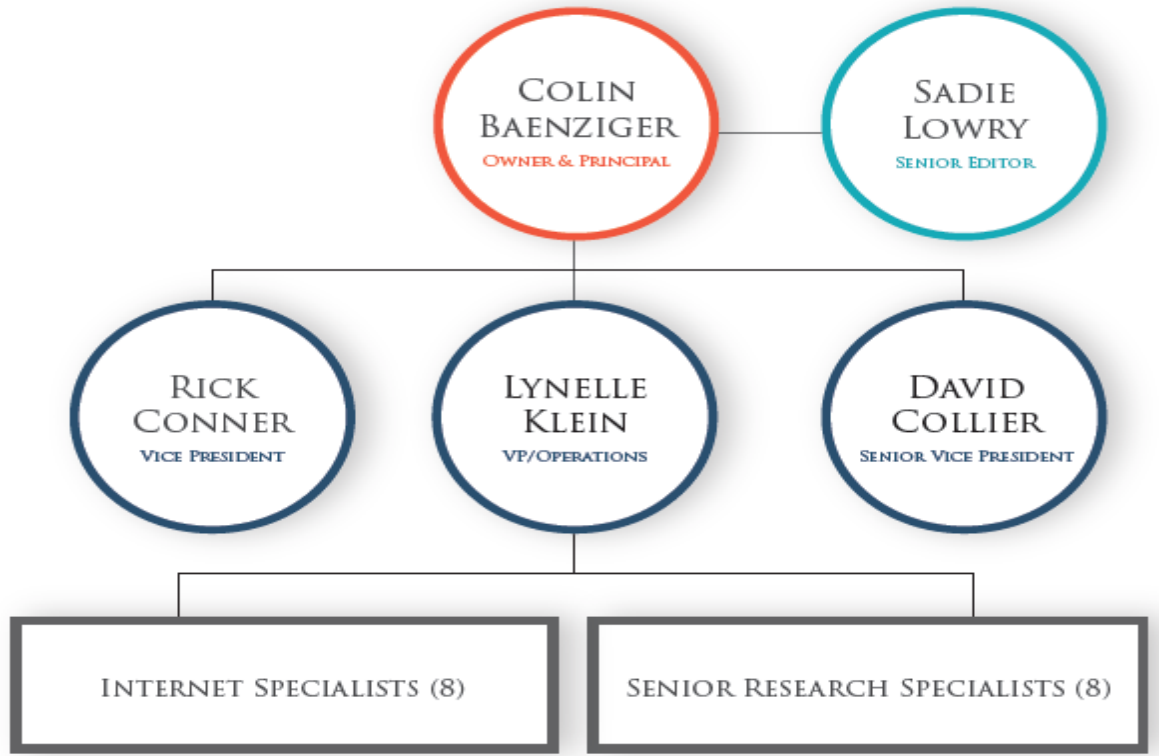 Colin
Baenziger
Owner & Principal
Sadie
Lowry
Senior Editor
Rick
Conner
Vice President
Lynelle
Klein
VP/Operations
David
Collier
Senior Vice President
Internet Specialists (8)
Senior Research Specialists (8)